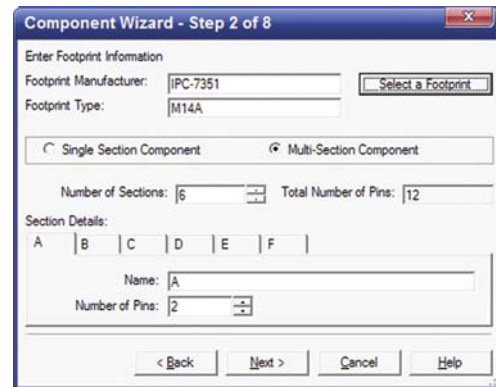 Component Wizard - Step 2 of 8
Enter Footprint Information
Footprint Manufacturer: IPC-7351 Select a Footprint
Footprint Type: M14A
Single Section Component Multi-Section Component
Number of Sections: 6 Total Number of Pins: 12
Section Details:
A B C D E F
Name: A
Number of Pins: 2
< Back Next > Cancel Help